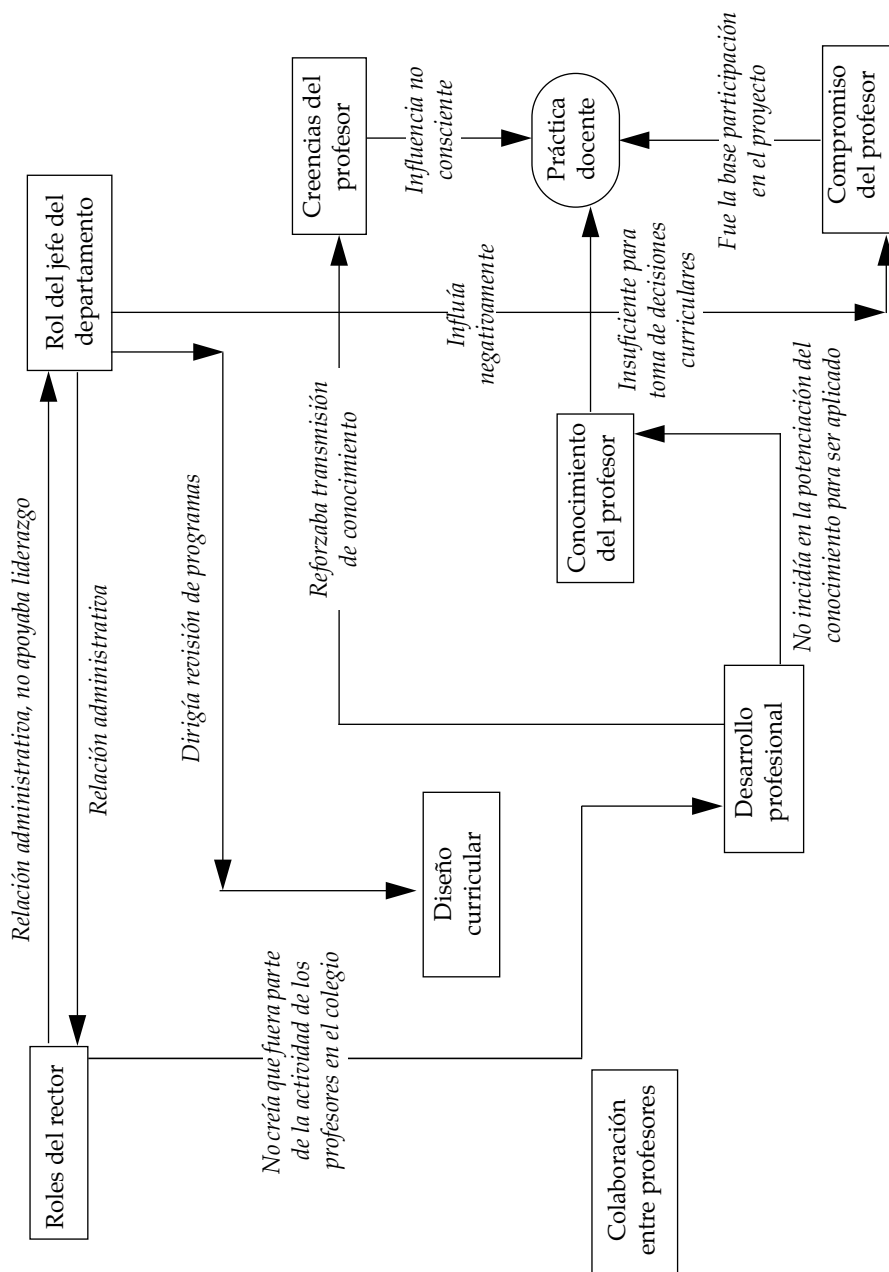 Roles del rector
Relación administrativa, no apoyaba liderazgo
Relación administrativa
Rol del jefe del
departamento
Dirigía revisión de programas
No creía que fuera parte
de la actividad de los
profesores en el colegio
Diseño
curricular
Reforzaba transmisión
de conocimiento
Creencias del
profesor
Influencia no
consciente
Influía
negativamente
Práctica
docente
Conocimiento
del profesor
Insuficiente para
toma de decisiones
curriculares
Colaboración
entre profesores
Desarrollo
profesional
No incidía en la potenciación del
conocimiento para ser aplicado
Fue la base participación
en el proyecto
Compromiso
del profesor